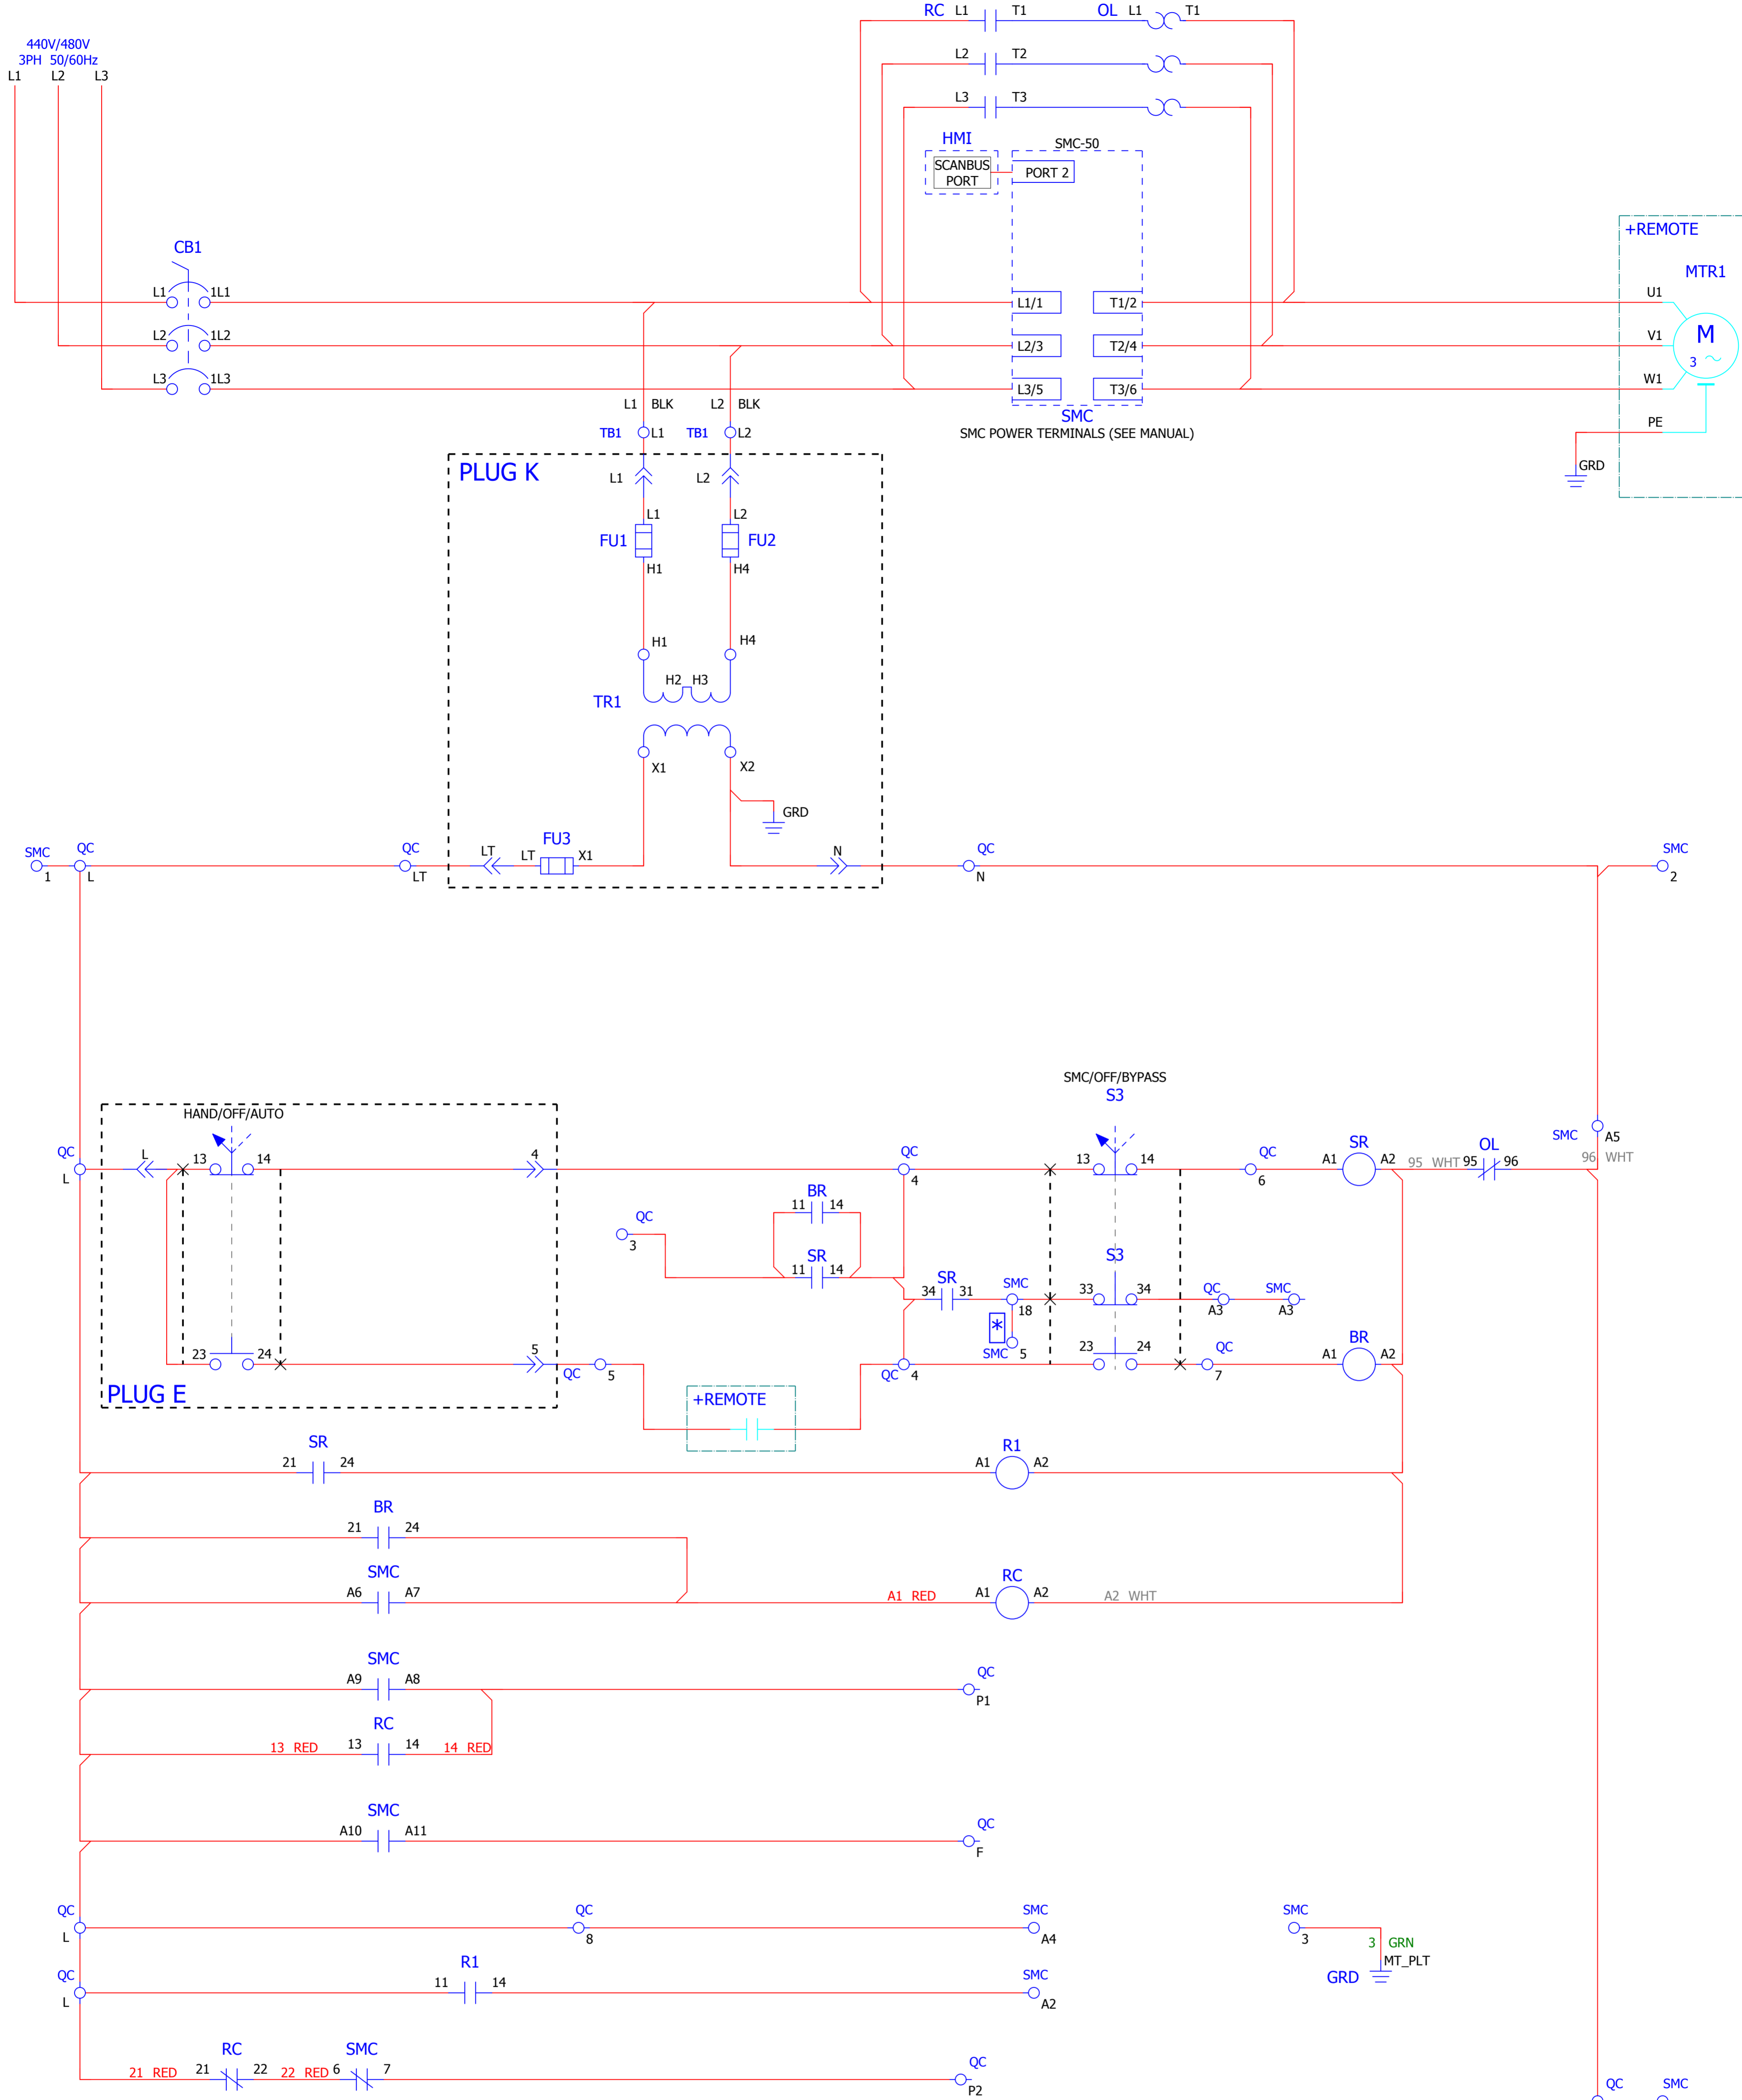 RC L1 T1 OL L1 T1
440V/480V
3PH 50/60Hz
L1 L2 L3
L2 T2
L3 T3
HMI
SMC-50
SCANBUS
PORT
PORT 2
+REMOTE
CB1
MTR1
L1 1L1 L1/1 T1/2 U1
L2 1L2 L2/3 T2/4 V1
M
3
L3 1L3 L3/5 T3/6 W1
L1 BLK L2 BLK
SMC
PE
TB1 L1 TB1 L2
SMC POWER TERMINALS (SEE MANUAL)
PLUG K
L1 L2
GRD
L1 L2
FU1 FU2
H1 H4
H1 H4
H2 H3
TR1
X1 X2
GRD
FU3
SMC QC QC LT LT X1 N QC SMC
1 L LT N 2
SMC/OFF/BYPASS
S3
HAND/OFF/AUTO
QC L 13 14 4 QC 13 14 QC SR OL SMC A5
A1 A2 95 WHT 95 96 96 WHT
L 4 6
BR
11 14
QC
3
SR S3
11 14
SR
34 31 SMC 33 34 QC SMC
18 A3 A3
*
SMC 5
23 24 5 QC 5 QC 4 23 24 QC BR
A1 A2
7
PLUG E
+REMOTE
SR R1
21 24 A1 A2
BR
21 24
SMC RC
A6 A7 A1 RED A1 A2 A2 WHT
SMC QC
A9 A8 P1
RC
13 RED 13 14 14 RED
SMC QC
A10 A11 F
QC QC SMC SMC
L 8 A4 3
3 GRN
MT_PLT
GRD
QC R1 SMC
11 14
L A2
RC SMC QC
21 RED 21 22 22 RED 6 7
P2
QC SMC